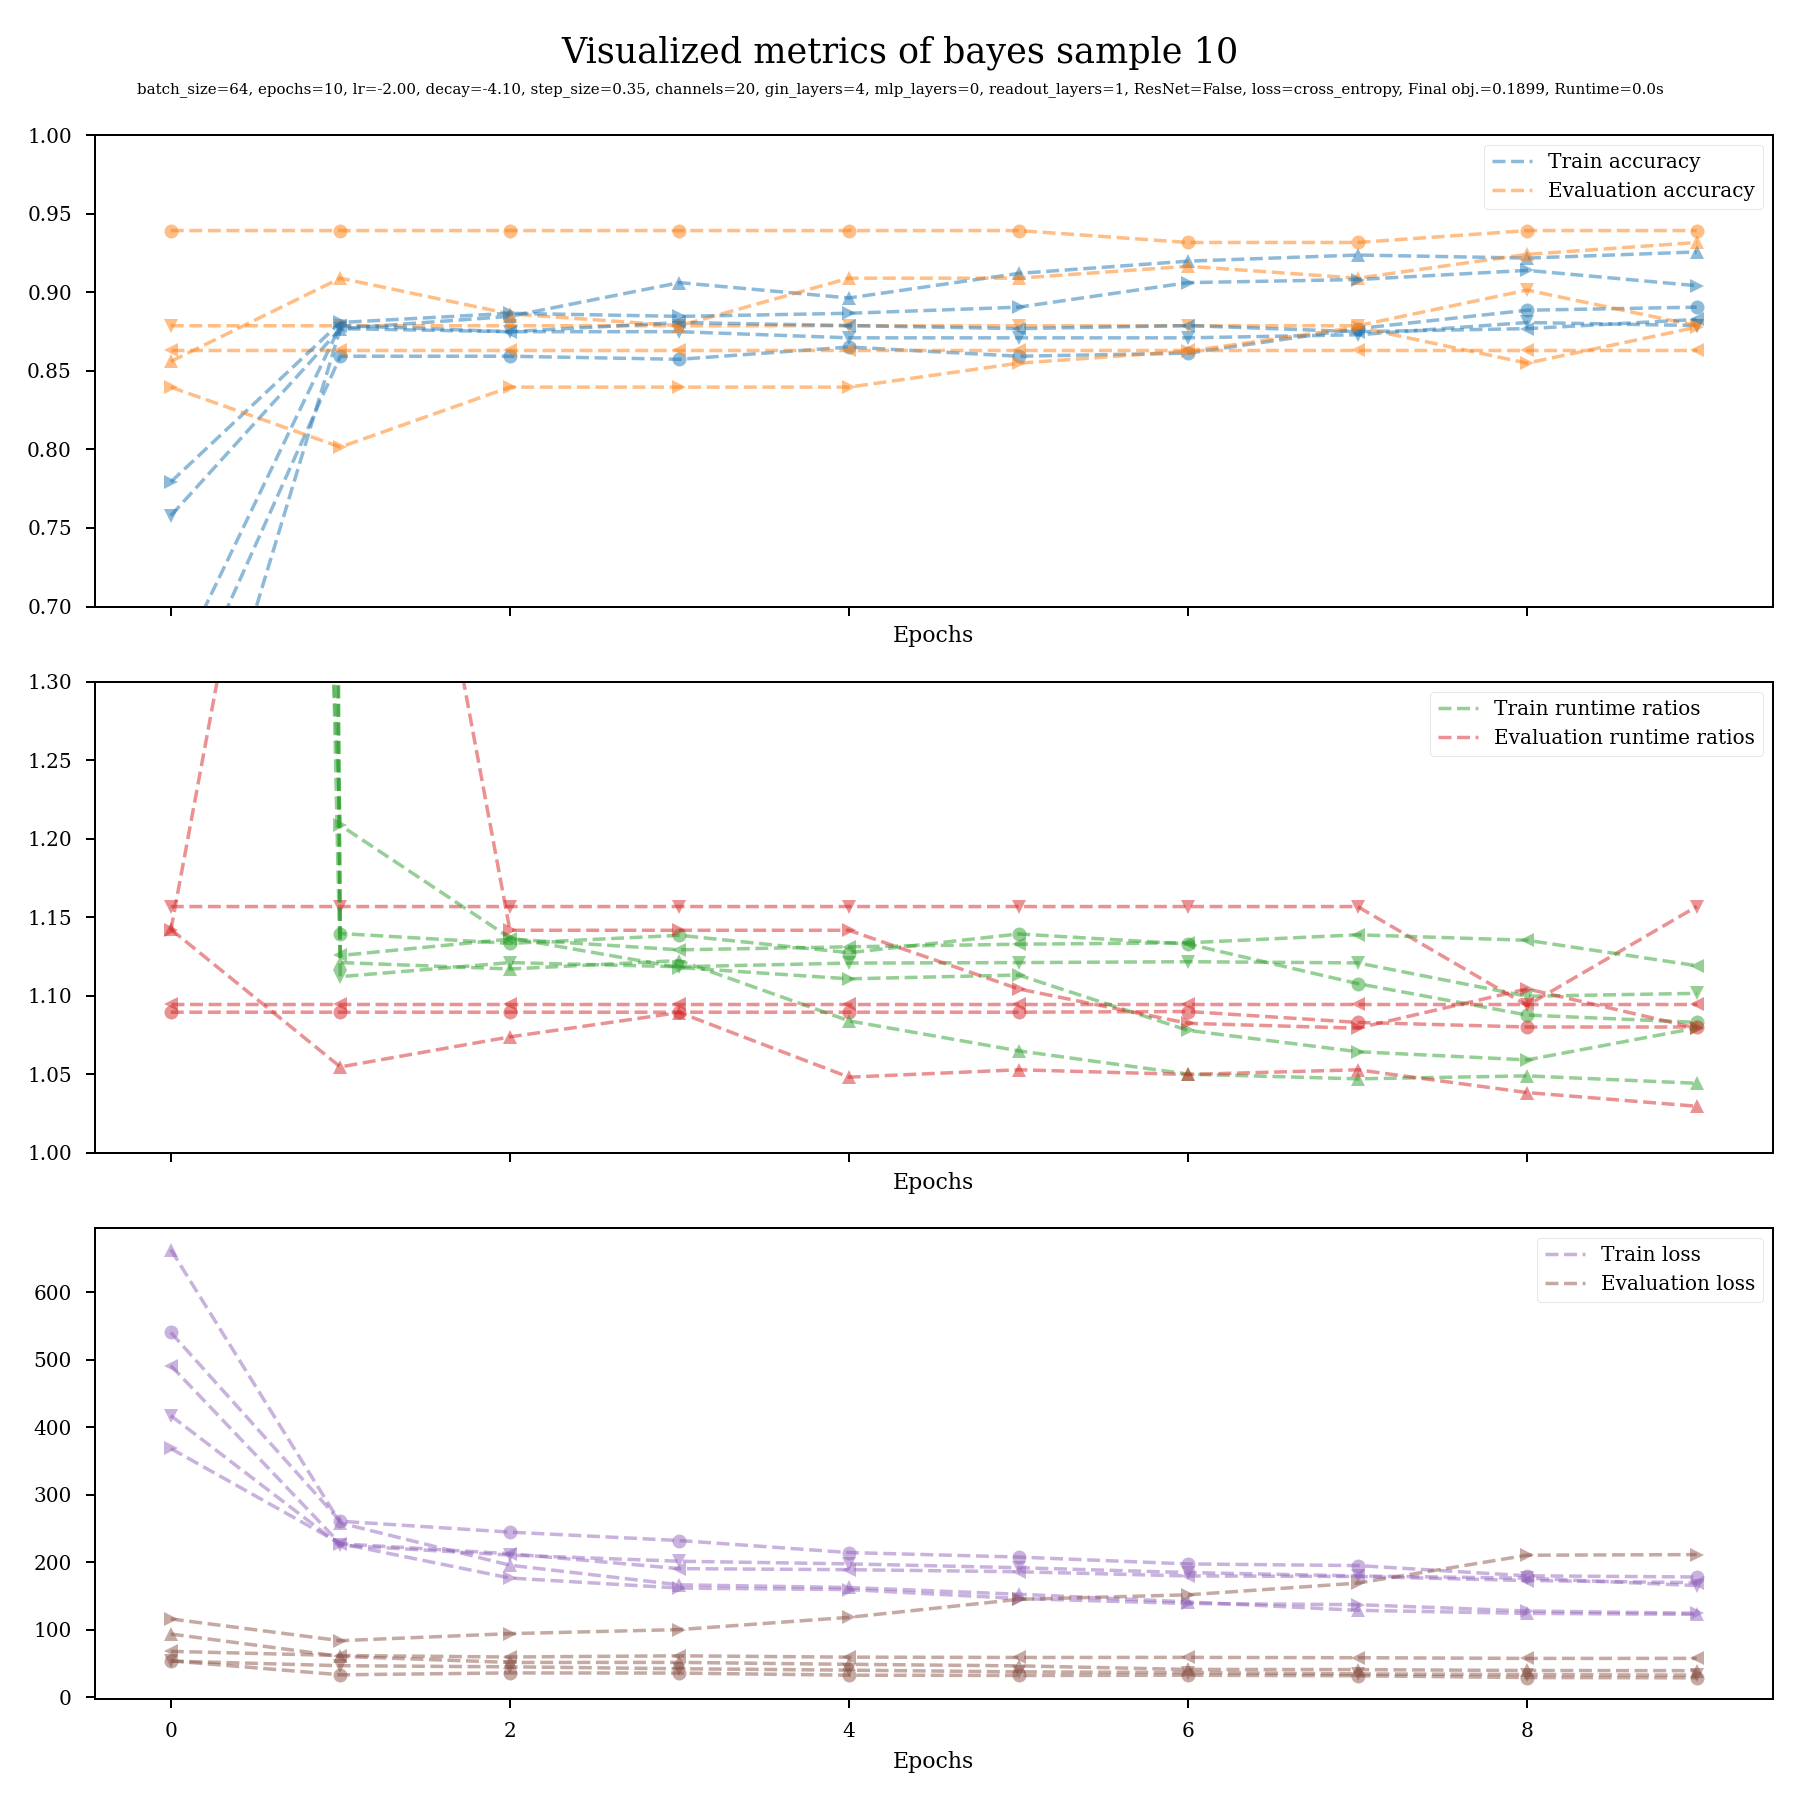 Visualized metrics of bayes sample 10
batch_size=64, epochs=10, lr=-2.00, decay=-4.10, step_size=0.35, channels=20, gin_layers=4, mlp_layers=0, readout_layers=1, ResNet=False, loss=cross_entropy, Final obj.=0.1899, Runtime=0.0s
1.00
0.95
0.90
0.85
0.80
0.75
0.70
Train accuracy
Evaluation accuracy
Epochs
1.30
1.25
1.20
1.15
1.10
1.05
1.00
Train runtime ratios
Evaluation runtime ratios
Epochs
600
500
400
300
200
100
0
Train loss
Evaluation loss
0 2 4 6 8
Epochs